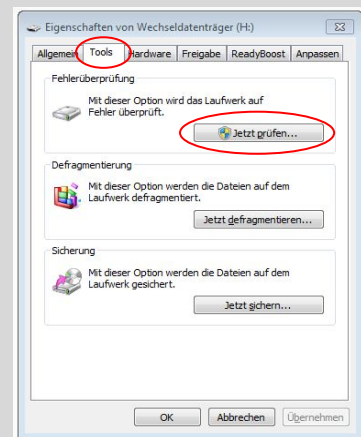 Eigenschaften von Wechseldatenträger (H:)
Allgemein Tools Hardware Freigabe ReadyBoost Anpassen
Fehlerüberprüfung
Mit dieser Option wird das Laufwerk auf
Fehler überprüft.
Jetzt prüfen...
Defragmentierung
Mit dieser Option werden die Dateien auf dem
Laufwerk defragmentiert.
Jetzt defragmentieren...
Sicherung
Mit dieser Option werden die Dateien auf dem
Laufwerk gesichert.
Jetzt sichern...
OK Abbrechen Übernehmen